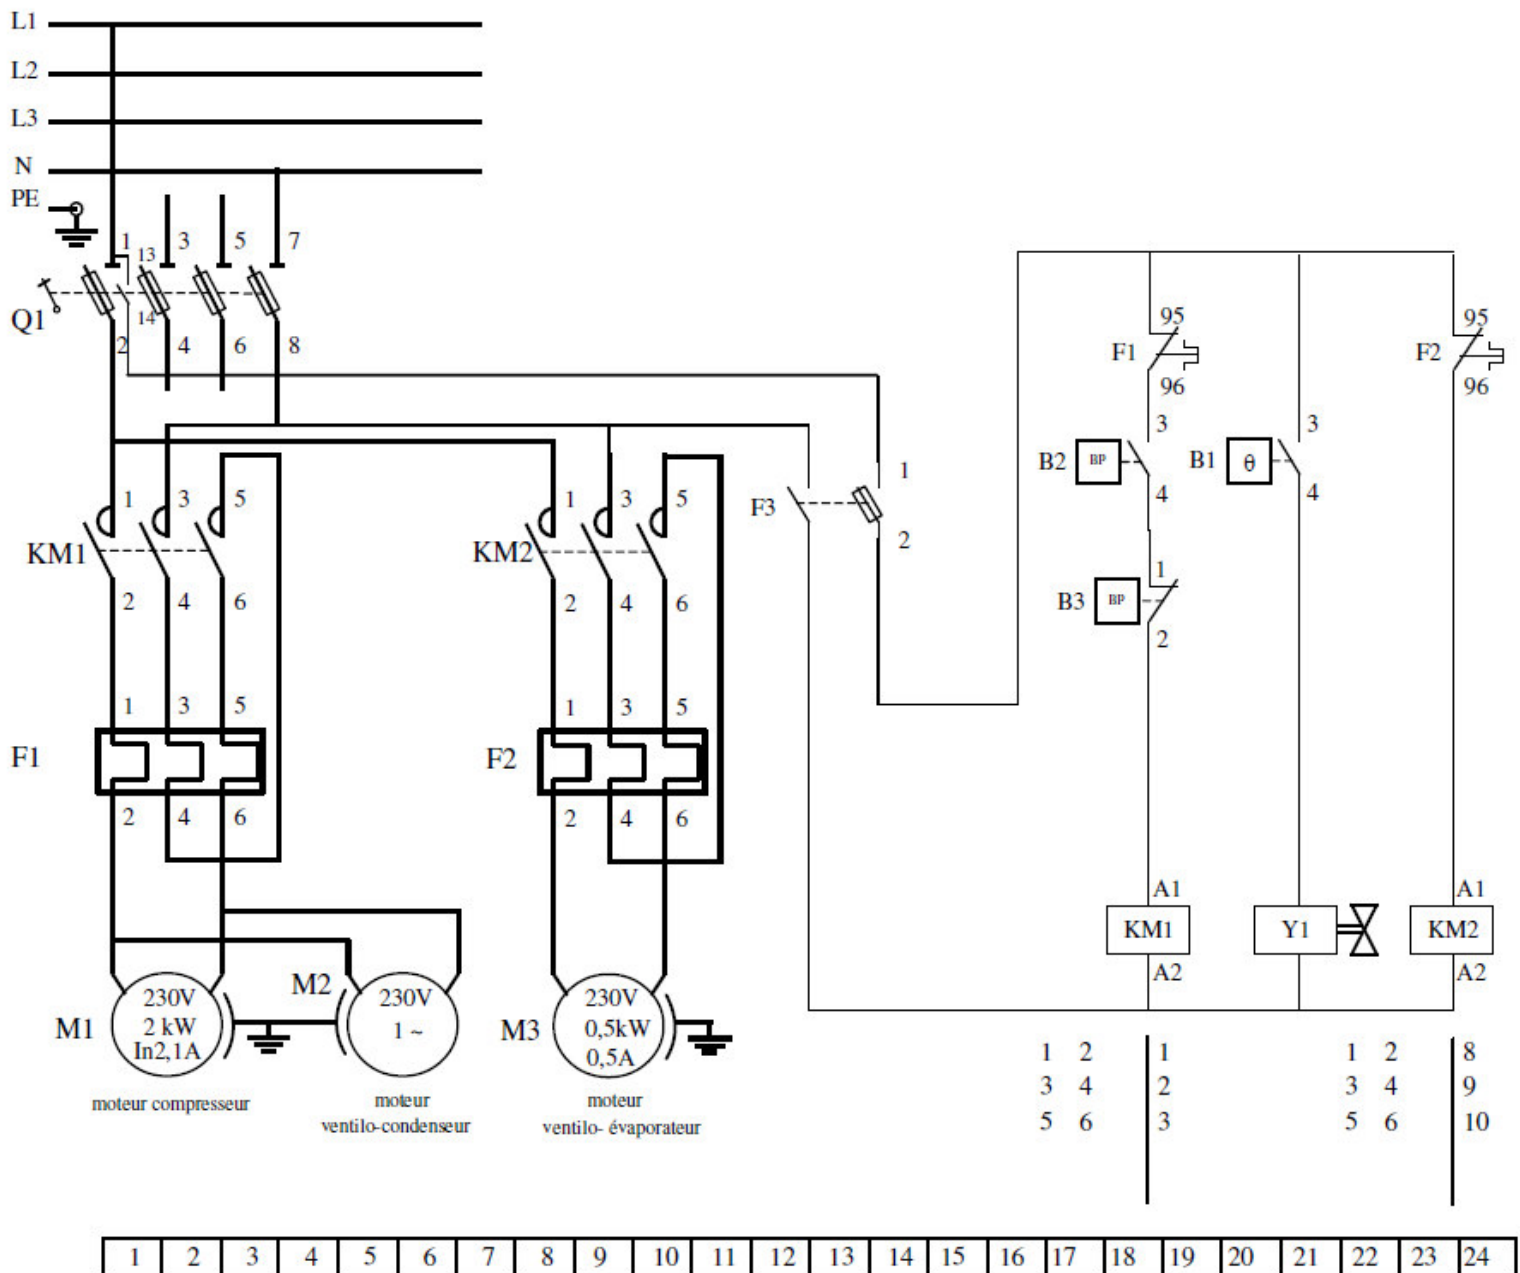 L1
L2
L3
N
PE
1 13 3 5 7
Q1 14
2 4 6 8
95 95
F1 F2
96 96
3 3
B2 BP B1 θ
4 4
1 3 5 1 3 5 1
F3
KM1 KM2 2
2 4 6 2 4 6
1
B3 BP
2
1 3 5 1 3 5
F1 F2
2 4 6 2 4 6
A1 A1
KM1 Y1 KM2
A2 A2
M1 230V 2 kW In2,1A
M2 230V 1 ~
M3 230V 0,5kW 0,5A
moteur compresseur
moteur
ventilo-condenseur
moteur
ventilo- évaporateur
1 2 1 1 2 8
3 4 2 3 4 9
5 6 3 5 6 10
1 2 3 4 5 6 7 8 9 10 11 12 13 14 15 16 17 18 19 20 21 22 23 24